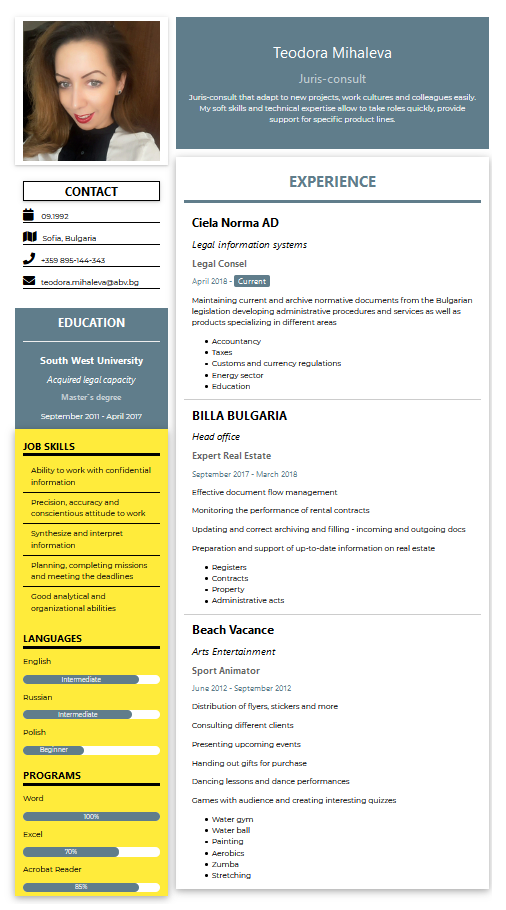 Teodora Mihaleva
Juris-consult
Juris-consult that adapt to new projects, work cultures and colleagues easily.
My soft skills and technical expertise allow to take roles quickly, provide
support for specific product lines.
CONTACT
09.1992
Sofia, Bulgaria
+359 895-144-343
teodora.mihaleva@abv.bg
EDUCATION
South West University
Acquired legal capacity
Master`s degree
September 2011 - April 2017
JOB SKILLS
Ability to work with confidential
information
Precision, accuracy and
conscientious attitude to work
Synthesize and interpret
information
Planning, completing missions
and meeting the deadlines
Good analytical and
organizational abilities
LANGUAGES
English
Intermediate
Russian
Intermediate
Polish
Beginner
PROGRAMS
Word
100%
Excel
70%
Acrobat Reader
85%
EXPERIENCE
Ciela Norma AD
Legal information systems
Legal Consel
April 2018 - Current
Maintaining current and archive normative documents from the Bulgarian
legislation developing administrative procedures and services as well as
products specializing in different areas
Accountancy
Taxes
Customs and currency regulations
Energy sector
Education
BILLA BULGARIA
Head office
Expert Real Estate
September 2017 - March 2018
Effective document flow management
Monitoring the performance of rental contracts
Updating and correct archiving and filling - incoming and outgoing docs
Preparation and support of up-to-date information on real estate
Registers
Contracts
Property
Administrative acts
Beach Vacance
Arts Entertainment
Sport Animator
June 2012 - September 2012
Distribution of flyers, stickers and more
Consulting different clients
Presenting upcoming events
Handing out gifts for purchase
Dancing lessons and dance performances
Games with audience and creating interesting quizzes
Water gym
Water ball
Painting
Aerobics
Zumba
Stretching